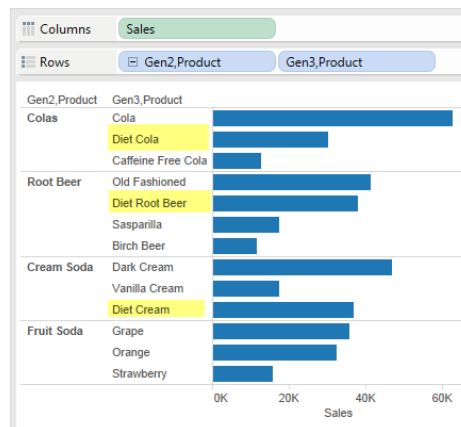 Columns Sales
Rows Gen2,Product Gen3,Product
Gen2,Product Gen3,Product
Colas Cola
Diet Cola
Caffeine Free Cola
Root Beer Old Fashioned
Diet Root Beer
Sasparilla
Birch Beer
Cream Soda Dark Cream
Vanilla Cream
Diet Cream
Fruit Soda Grape
Orange
Strawberry
0K 20K 40K 60K
Sales